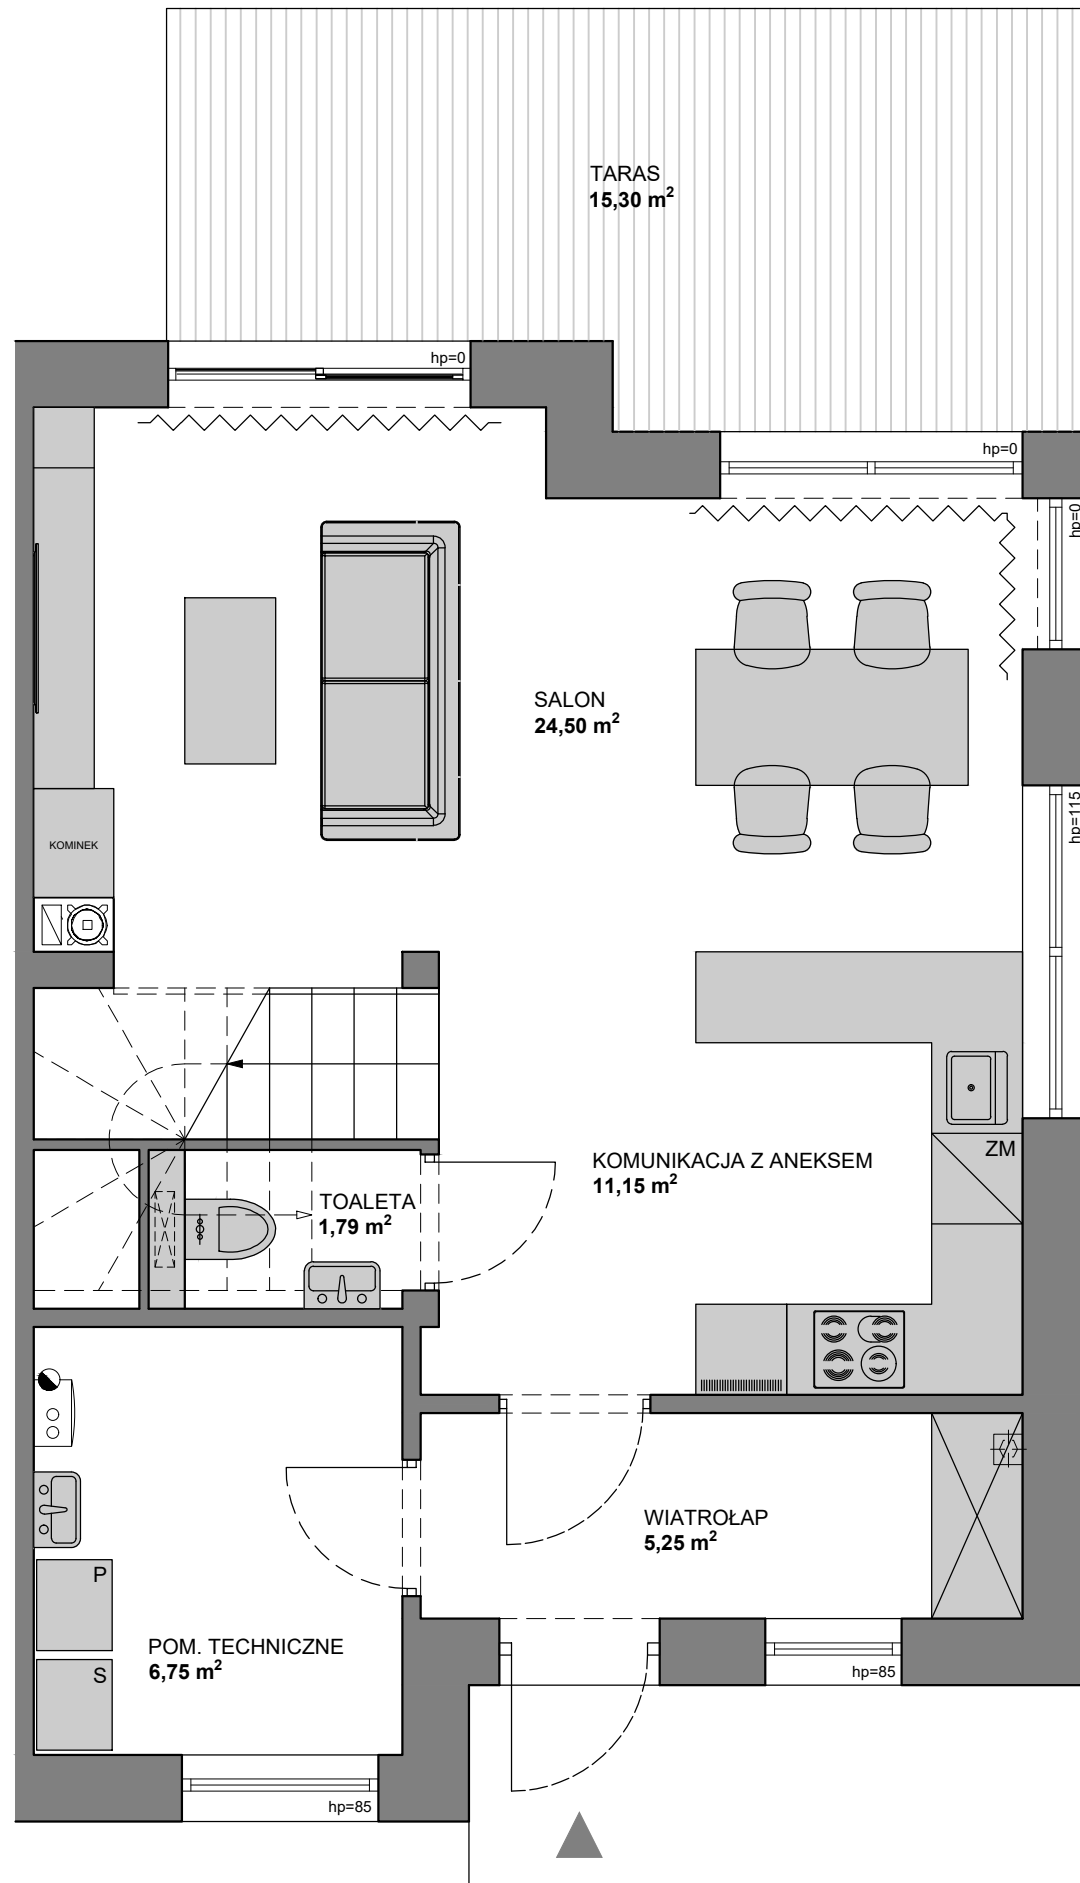 TARAS
15,30 m²
hp=0
hp=0
hp=0
SALON
24,50 m²
hp=115
KOMINEK
ZM
KOMUNIKACJA Z ANEKSEM
11,15 m²
TOALETA
1,79 m²
WIATROŁAP
5,25 m²
P
POM. TECHNICZNE
6,75 m²
S
hp=85
hp=85